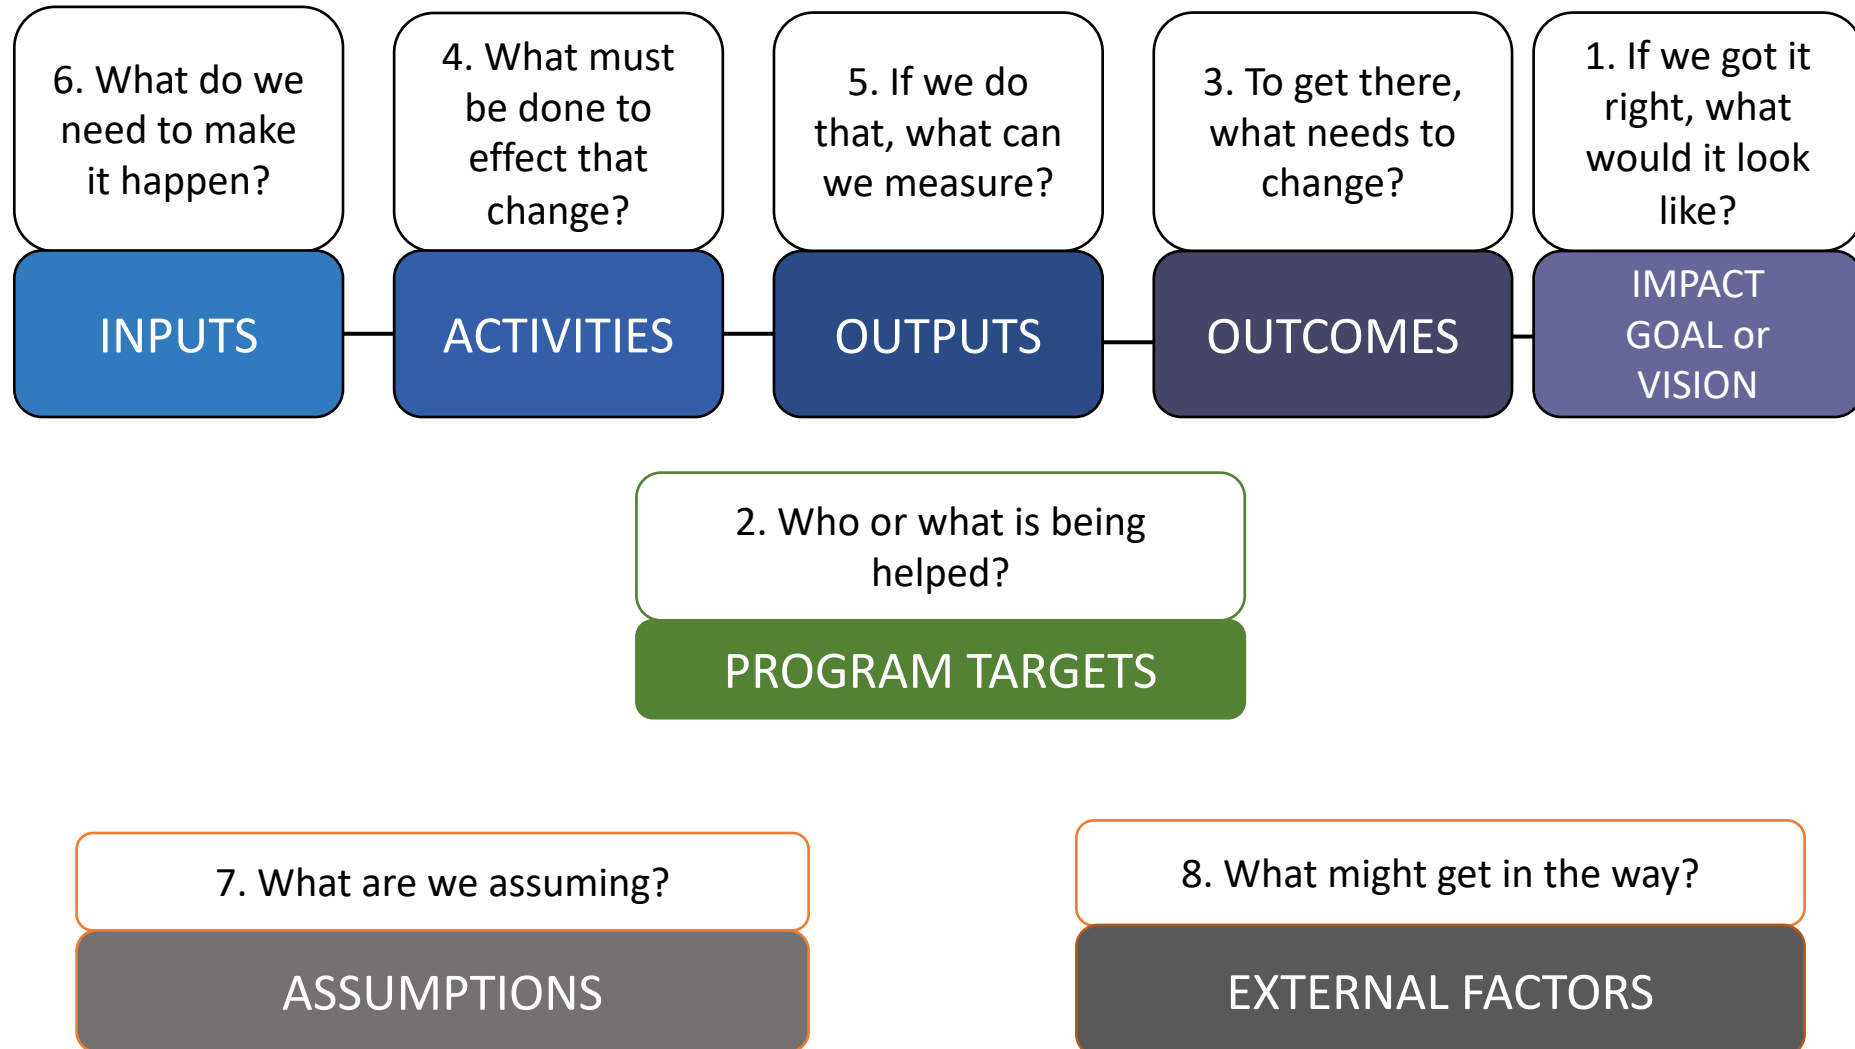 6. What do we
need to make
it happen?
INPUTS
4. What must
be done to
effect that
change?
ACTIVITIES
5. If we do
that, what can
we measure?
OUTPUTS
3. To get there,
what needs to
change?
OUTCOMES
1. If we got it
right, what
would it look
like?
IMPACT
GOAL or
VISION
2. Who or what is being
helped?
PROGRAM TARGETS
7. What are we assuming?
ASSUMPTIONS
8. What might get in the way?
EXTERNAL FACTORS